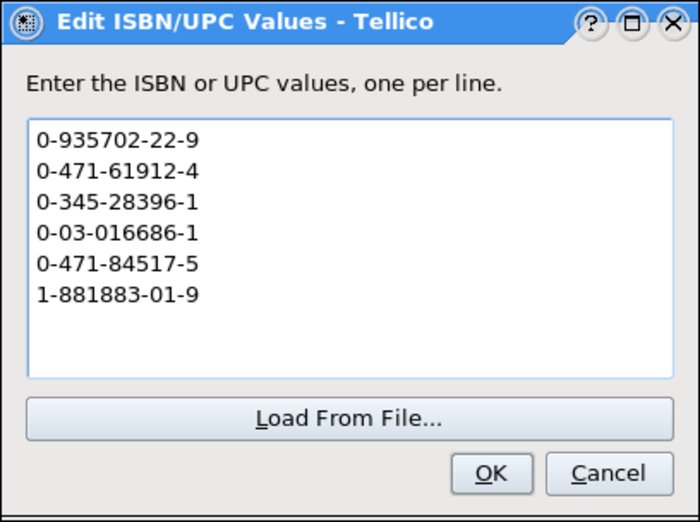 Edit ISBN/UPC Values - Tellico
Enter the ISBN or UPC values, one per line.
0-935702-22-9
0-471-61912-4
0-345-28396-1
0-03-016686-1
0-471-84517-5
1-881883-01-9
Load From File...
OK
Cancel